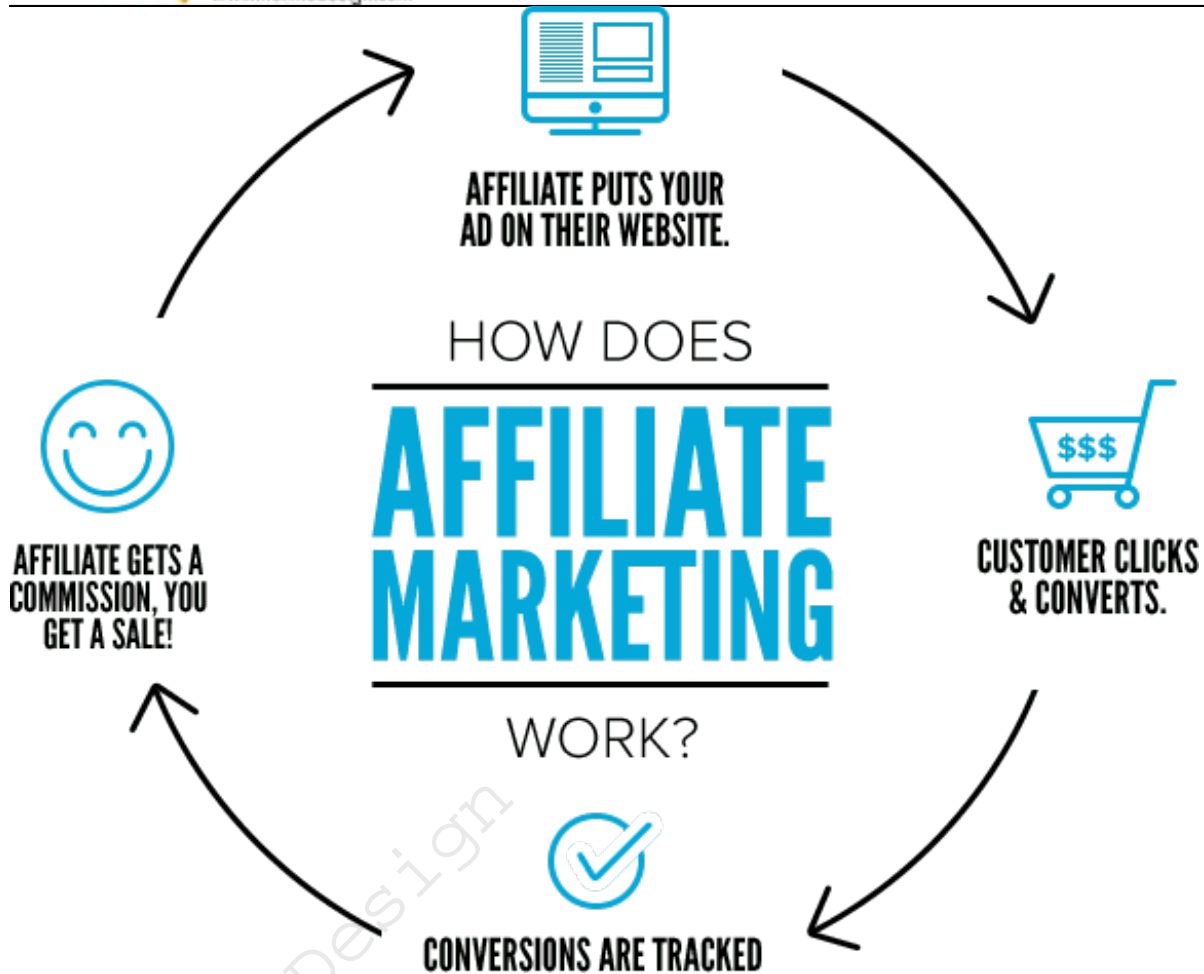 AFFILIATE PUTS YOUR
AD ON THEIR WEBSITE.
HOW DOES
AFFILIATE
MARKETING
WORK?
$$$
CUSTOMER CLICKS
& CONVERTS.
CONVERSIONS ARE TRACKED
AFFILIATE GETS A
COMMISSION, YOU
GET A SALE!
Design